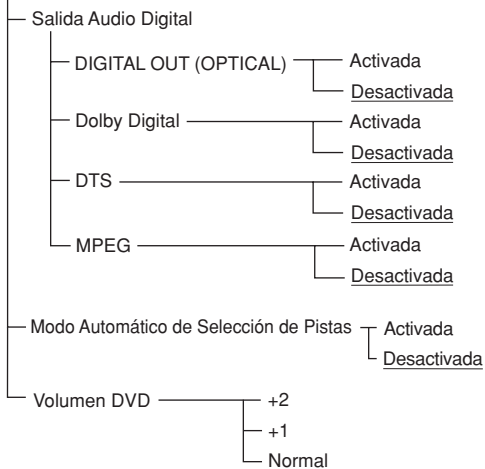 Salida Audio Digital
DIGITAL OUT (OPTICAL) Activada
Desactivada
Dolby Digital Activada
Desactivada
DTS Activada
Desactivada
MPEG Activada
Desactivada
Modo Automático de Selección de Pistas Activada
Desactivada
Volumen DVD +2
+1
Normal